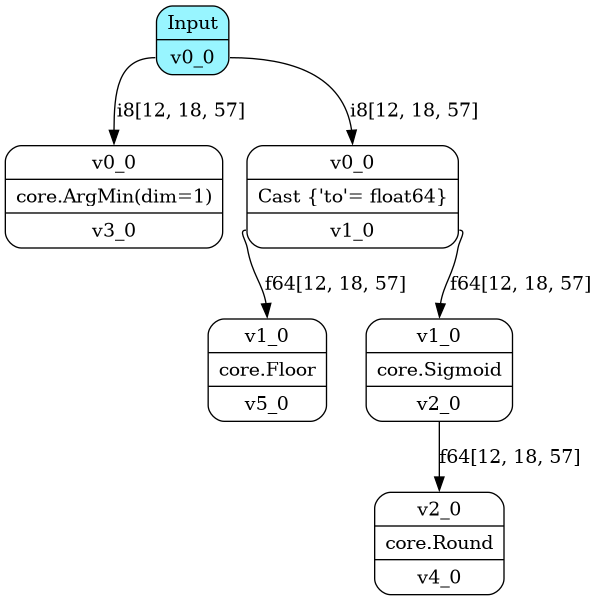 Input
v0_0
i8[12, 18, 57]
i8[12, 18, 57]
v0_0
core.ArgMin(dim=1)
v3_0
v0_0
Cast {'to'= float64}
v1_0
f64[12, 18, 57]
f64[12, 18, 57]
v1_0
core.Floor
v5_0
v1_0
core.Sigmoid
v2_0
f64[12, 18, 57]
v2_0
core.Round
v4_0